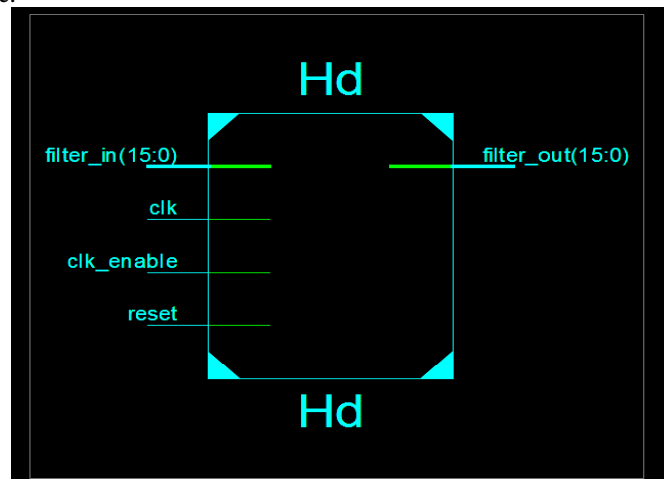 Hd
filter_in(15:0)
filter_out(15:0)
clk
clk_enable
reset
Hd